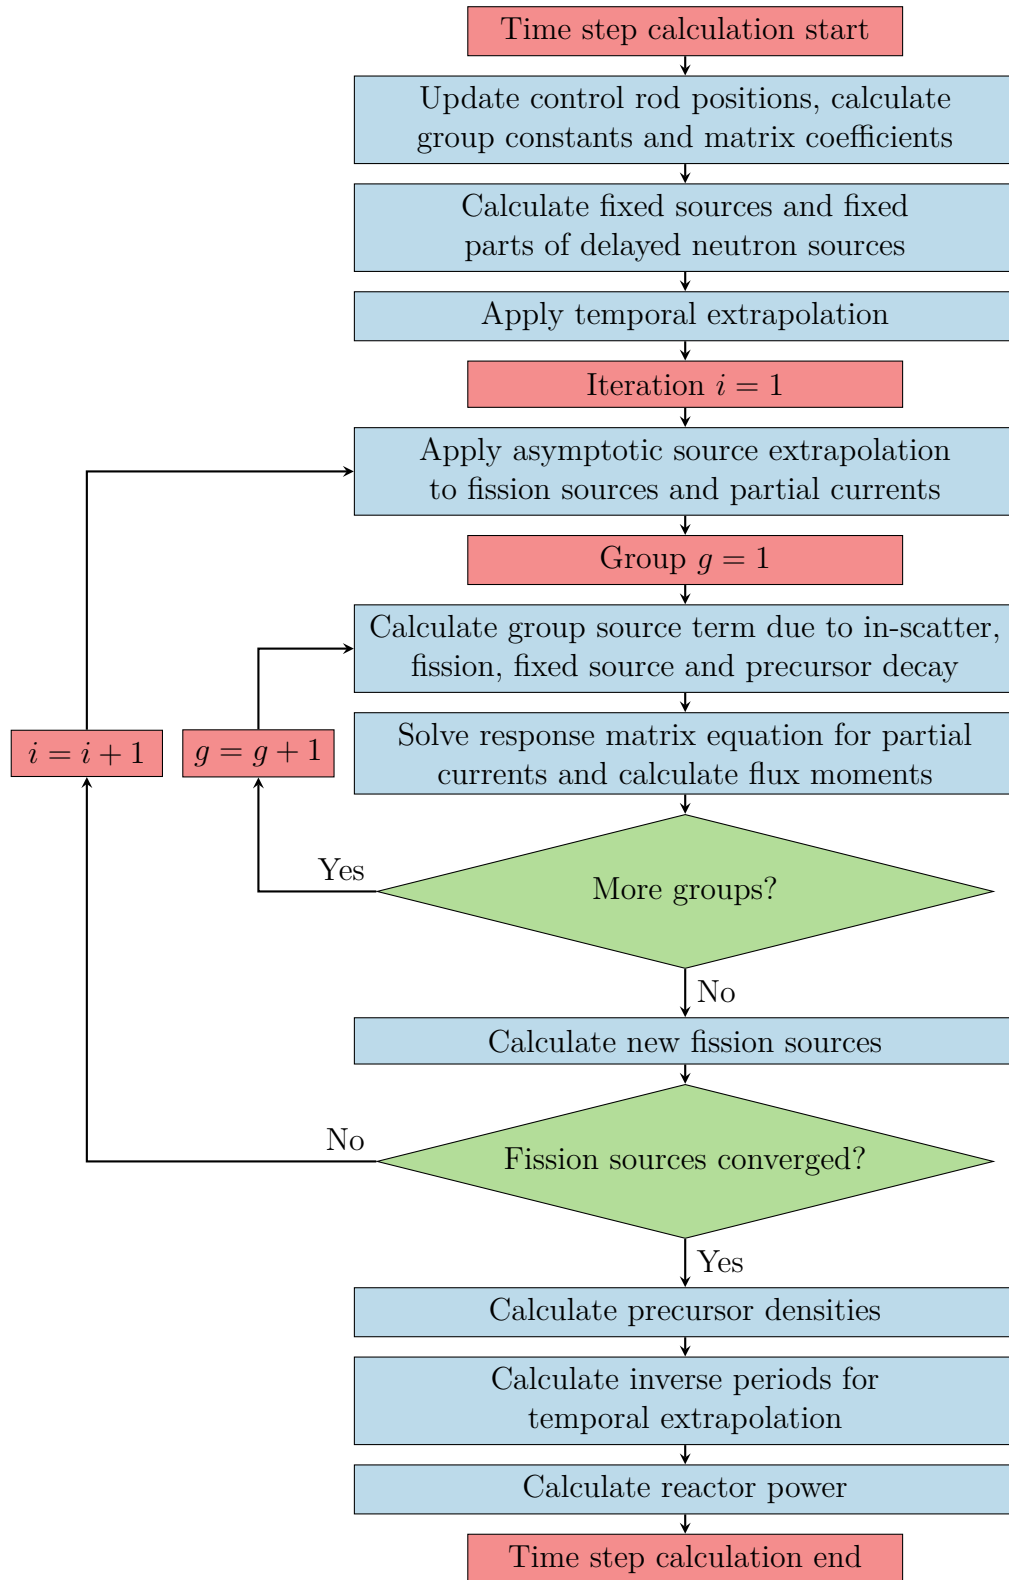 Time step calculation start
Update control rod positions, calculate
group constants and matrix coefficients
Calculate fixed sources and fixed
parts of delayed neutron sources
Apply temporal extrapolation
Iteration i = 1
Apply asymptotic source extrapolation
to fission sources and partial currents
Group g = 1
Calculate group source term due to in-scatter,
fission, fixed source and precursor decay
i = i + 1
g = g + 1
Solve response matrix equation for partial
currents and calculate flux moments
Yes
More groups?
No
Calculate new fission sources
No
Fission sources converged?
Yes
Calculate precursor densities
Calculate inverse periods for
temporal extrapolation
Calculate reactor power
Time step calculation end